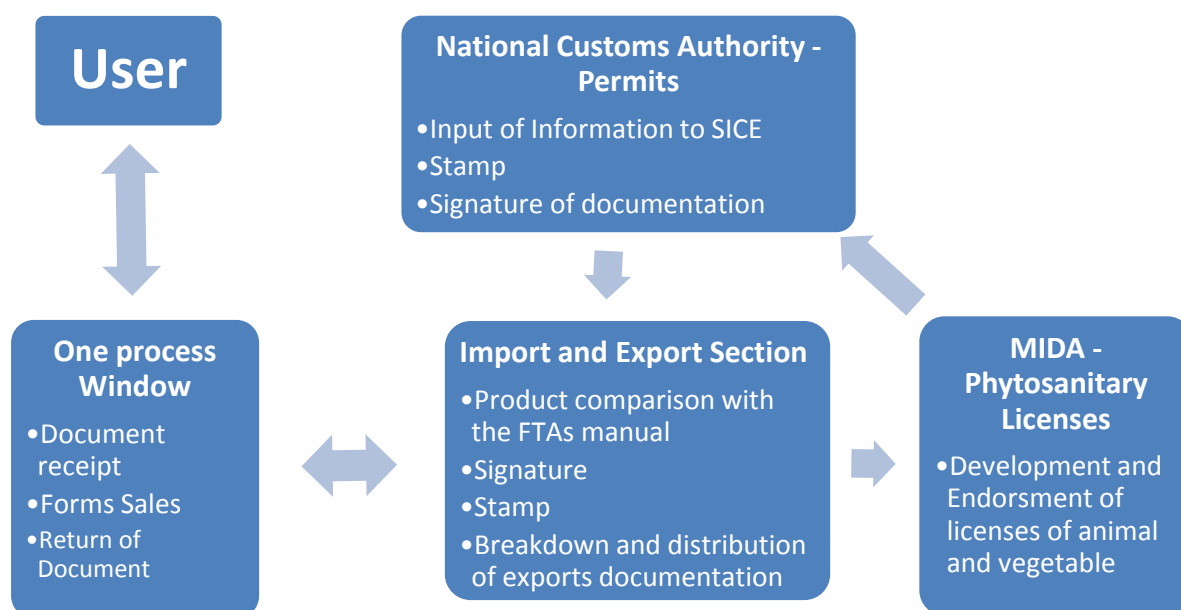 User
National Customs Authority -
Permits
•Input of Information to SICE
•Stamp
•Signature of documentation
One process
Window
•Document
receipt
•Forms Sales
•Return of
Document
Import and Export Section
•Product comparison with
the FTAs manual
•Signature
•Stamp
•Breakdown and distribution
of exports documentation
MIDA -
Phytosanitary
Licenses
•Development and
Endorsment of
licenses of animal
and vegetable